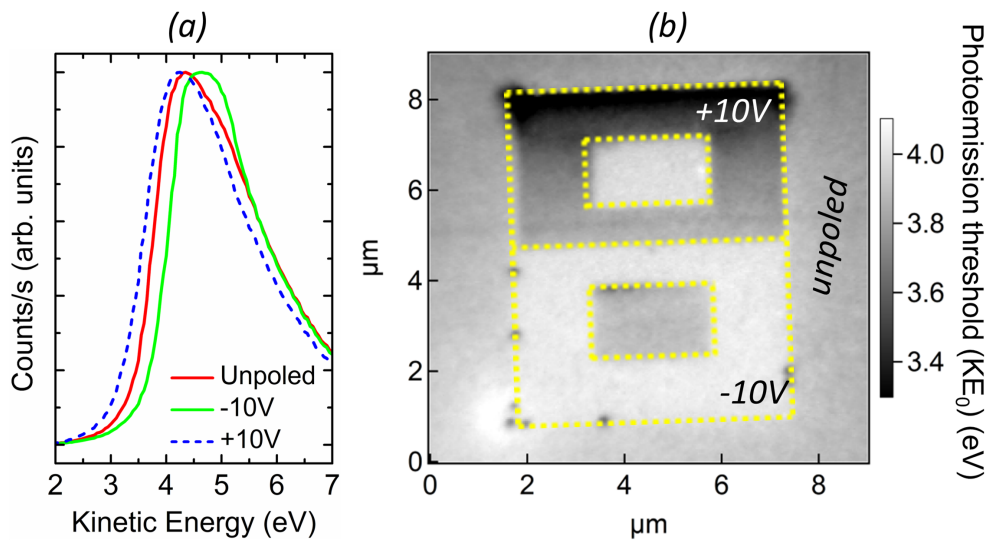 (a)
(b)
Counts/s (arb. units)
Unpoled
-10V
+10V
2 3 4 5 6 7
Kinetic Energy (eV)
µm
8
6
4
2
0
+10V
unpoled
-10V
0 2 4 6 8
µm
4.0
3.8
3.6
3.4
Photoemission threshold (KE₀) (eV)